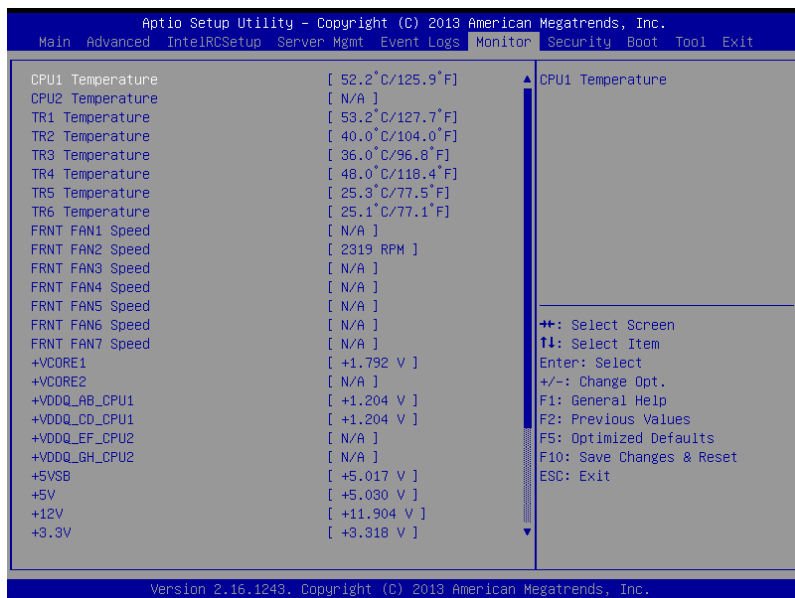 Aptio Setup Utility – Copyright (C) 2013 American Megatrends, Inc.
Main Advanced IntelRCSetup Server Mgmt Event Logs Monitor Security Boot Tool Exit
CPU1 Temperature [ 52.2°C/125.9°F]
CPU2 Temperature [ N/A ]
TR1 Temperature [ 53.2°C/127.7°F]
TR2 Temperature [ 40.0°C/104.0°F]
TR3 Temperature [ 36.0°C/96.8°F]
TR4 Temperature [ 48.0°C/118.4°F]
TR5 Temperature [ 25.3°C/77.5°F]
TR6 Temperature [ 25.1°C/77.1°F]
FRNT FAN1 Speed [ N/A ]
FRNT FAN2 Speed [ 2319 RPM ]
FRNT FAN3 Speed [ N/A ]
FRNT FAN4 Speed [ N/A ]
FRNT FAN5 Speed [ N/A ]
FRNT FAN6 Speed [ N/A ]
FRNT FAN7 Speed [ N/A ]
+VCORE1 [ +1.792 V ]
+VCORE2 [ N/A ]
+VDDQ_AB_CPU1 [ +1.204 V ]
+VDDQ_CD_CPU1 [ +1.204 V ]
+VDDQ_EF_CPU2 [ N/A ]
+VDDQ_GH_CPU2 [ N/A ]
+5VSB [ +5.017 V ]
+5V [ +5.030 V ]
+12V [ +11.904 V ]
+3.3V [ +3.318 V ]
CPU1 Temperature
→←: Select Screen
↑↓: Select Item
Enter: Select
+/-: Change Opt.
F1: General Help
F2: Previous Values
F5: Optimized Defaults
F10: Save Changes & Reset
ESC: Exit
Version 2.16.1243. Copyright (C) 2013 American Megatrends, Inc.